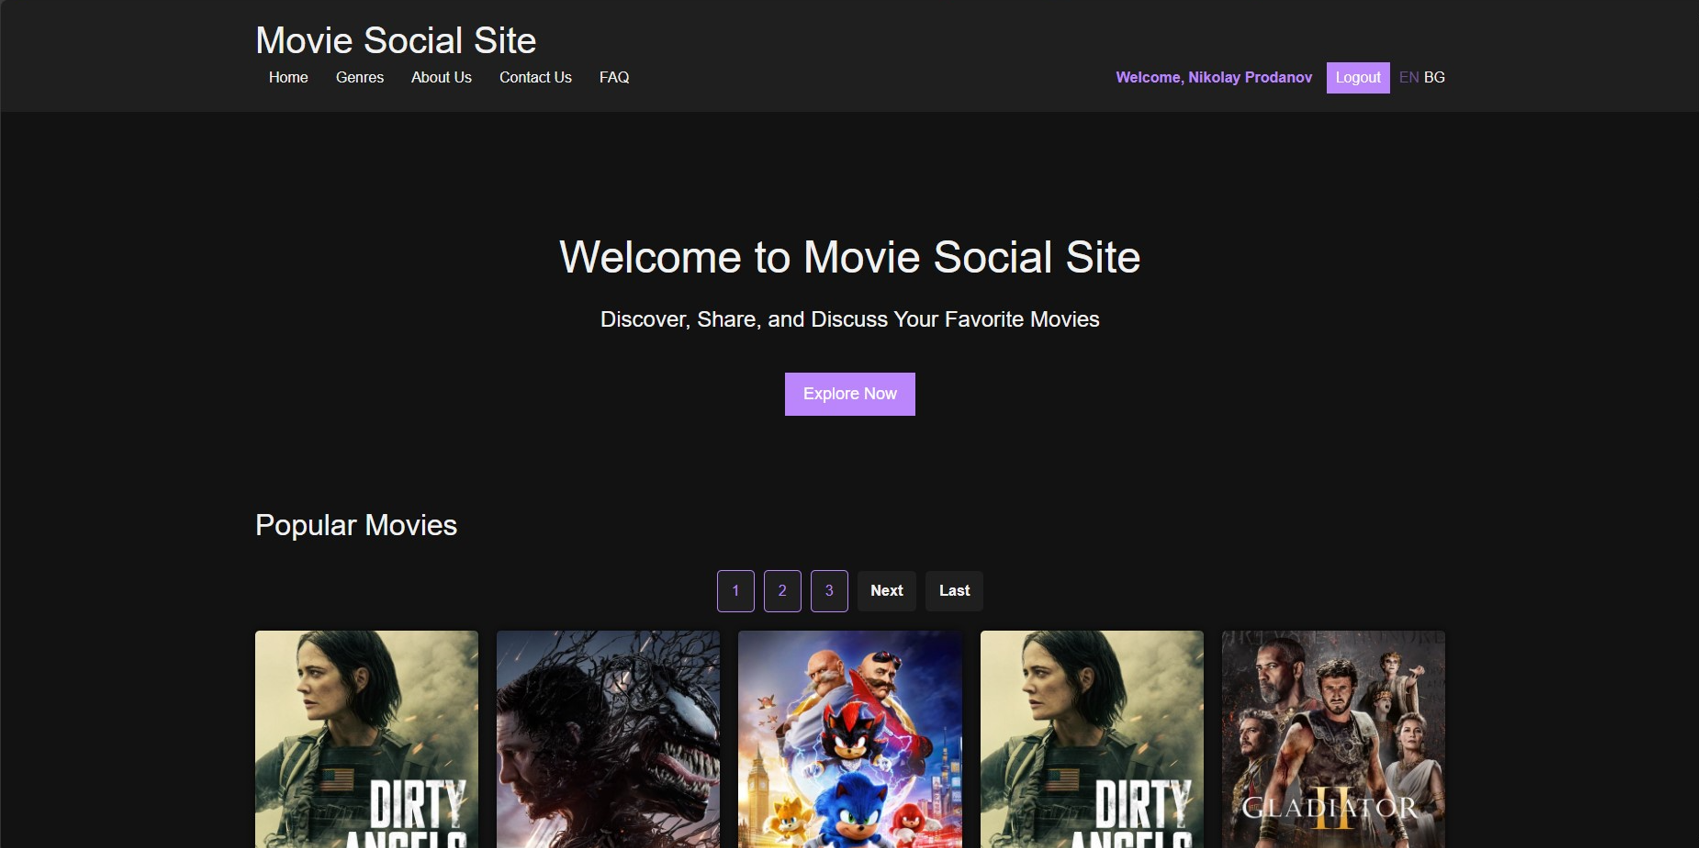 Movie Social Site
Home Genres About Us Contact Us FAQ
Welcome, Nikolay Prodanov Logout EN BG
Welcome to Movie Social Site
Discover, Share, and Discuss Your Favorite Movies
Explore Now
Popular Movies
1 2 3 Next Last
DIRTY
ANGELS
DIRTY
ANGELS
GLADIATOR
II